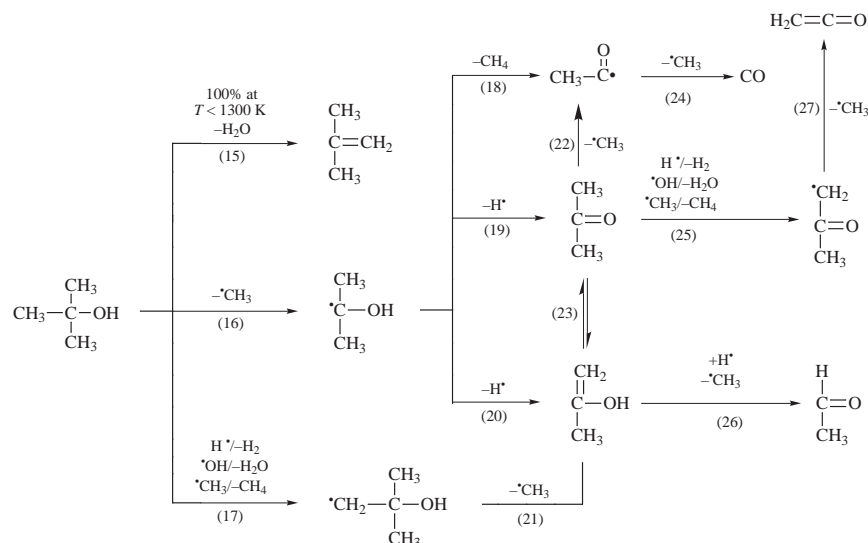 H₂C=C=O
O
CH₃–C•
–CH₄
(18)
–•CH₃
(24)
CO
(27)
–•CH₃
100% at
T < 1300 K
–H₂O
(15)
CH₃
C=CH₂
CH₃
(22)
–•CH₃
H•/–H₂
•OH/–H₂O
•CH₃/–CH₄
(25)
–H•
(19)
CH₃
C=O
CH₃
•CH₂
C=O
CH₃
CH₃
CH₃–C–OH
CH₃
–•CH₃
(16)
CH₃
•C–OH
CH₃
(23)
–H•
(20)
CH₂
C–OH
CH₃
+H•
–•CH₃
(26)
H
C=O
CH₃
H•/–H₂
•OH/–H₂O
•CH₃/–CH₄
(17)
CH₃
•CH₂–C–OH
CH₃
–•CH₃
(21)